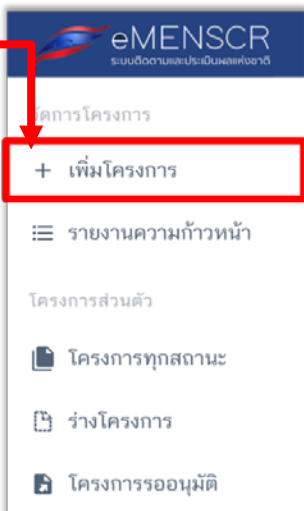 eMENSCR
ระบบติดตามและประเมินผลแห่งชาติ
จัดการโครงการ
+ เพิ่มโครงการ
รายงานความก้าวหน้า
โครงการส่วนตัว
โครงการทุกสถานะ
ร่างโครงการ
โครงการรออนุมัติ